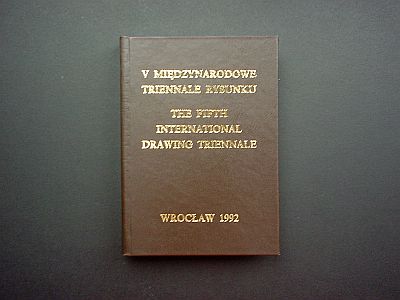 V MIĘDZYNARODOWE
TRIENNALE RYSUNKU
THE FIFTH
INTERNATIONAL
DRAWING TRIENNALE
WROCŁAW 1992